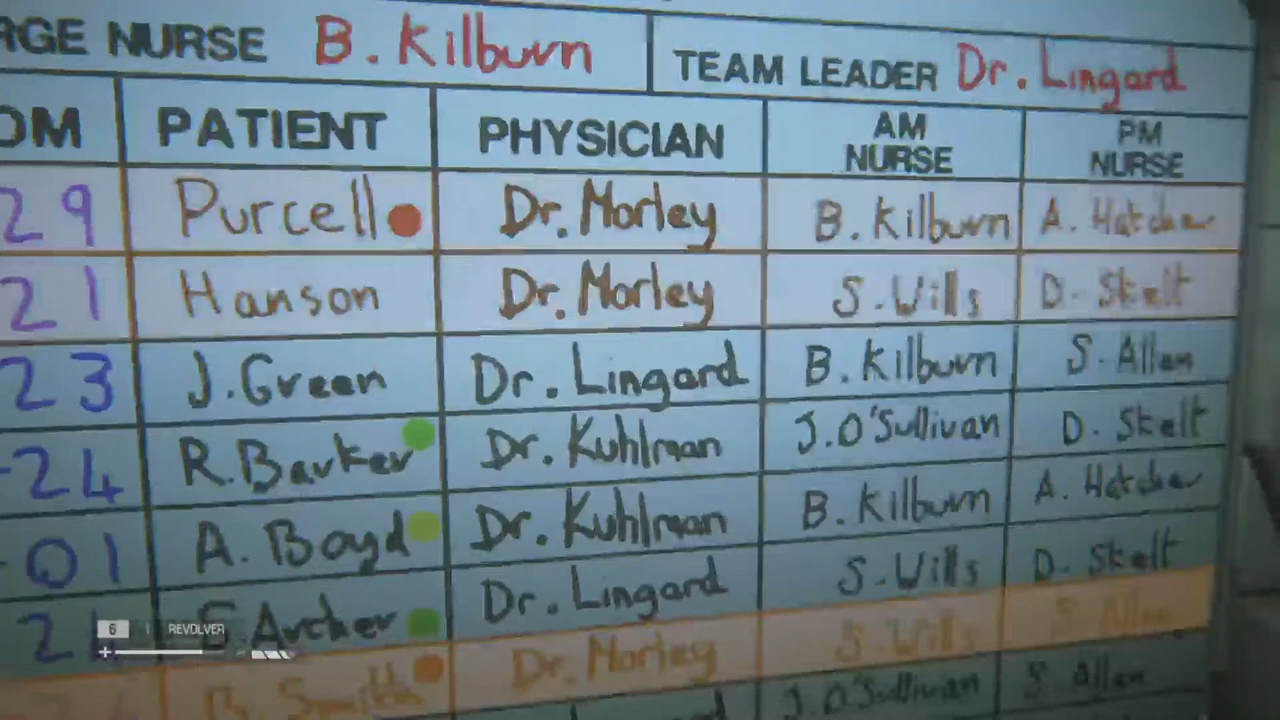 RGE NURSE B. Kilburn TEAM LEADER Dr. Lingard
OM PATIENT PHYSICIAN AM NURSE PM NURSE
29 Purcell Dr. Morley B. Kilburn A. Hatcher
21 Hanson Dr. Morley S. Wills D. Skelt
23 J. Green Dr. Lingard B. Kilburn S. Allen
-24 R. Barker Dr. Kuhlman J. O'Sullivan D. Skelt
01 A. Boyd Dr. Kuhlman B. Kilburn A. Hatcher
2 S. Archer Dr. Lingard S. Wills D. Skelt
B. Smith Dr. Morley S. Wills S. Allen
J. O'Sullivan S. Allen
6 REVOLVER